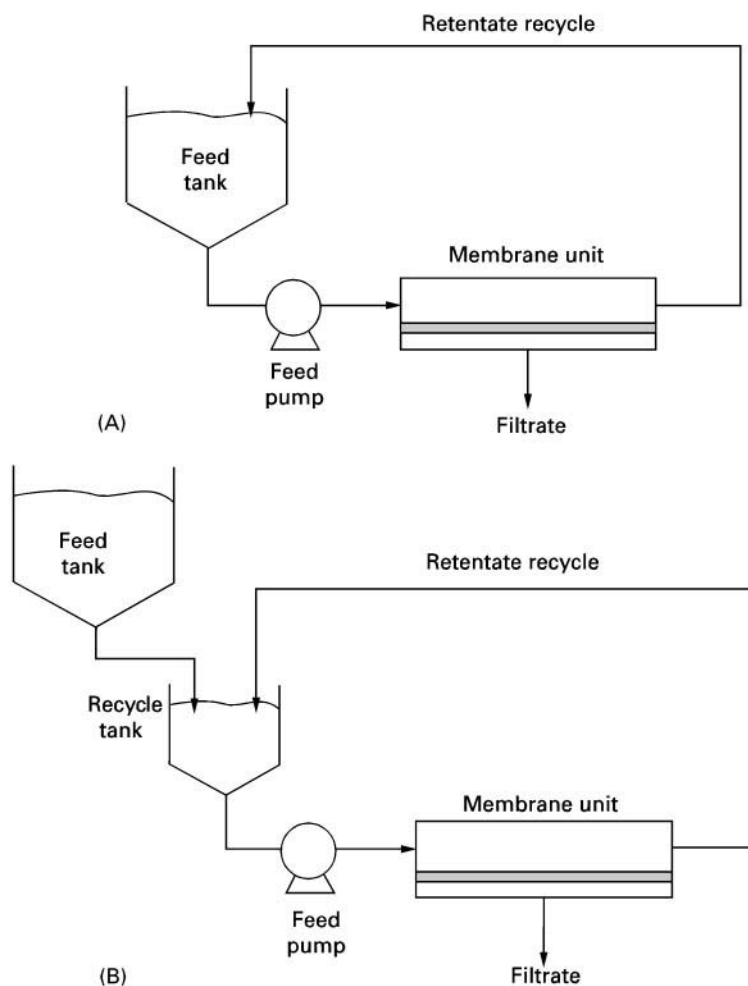 Retentate recycle
Feed
tank
Membrane unit
Feed
pump
Filtrate
(A)
Feed
tank
Retentate recycle
Recycle
tank
Membrane unit
Feed
pump
Filtrate
(B)